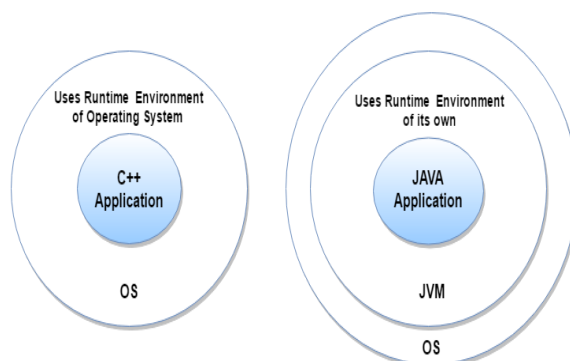 Uses Runtime Environment
of Operating System
C++
Application
OS
Uses Runtime Environment
of its own
JAVA
Application
JVM
OS